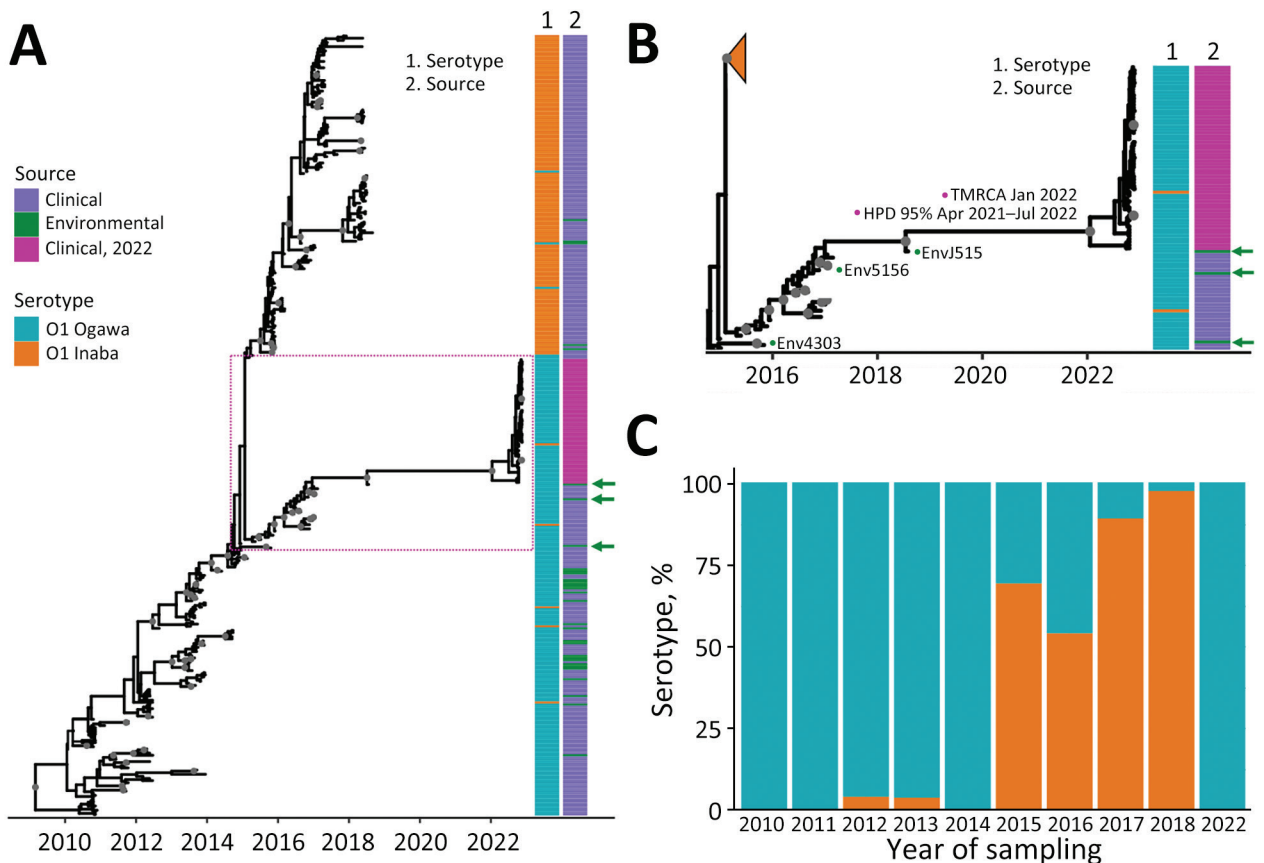 A
1 2
1. Serotype
2. Source
Source
Clinical
Environmental
Clinical, 2022
Serotype
O1 Ogawa
O1 Inaba
2010 2012 2014 2016 2018 2020 2022
B
1 2
1. Serotype
2. Source
TMRCA Jan 2022
HPD 95% Apr 2021–Jul 2022
EnvJ515
Env5156
Env4303
2016 2018 2020 2022
C
100
75
50
25
0
Serotype, %
2010 2011 2012 2013 2014 2015 2016 2017 2018 2022
Year of sampling